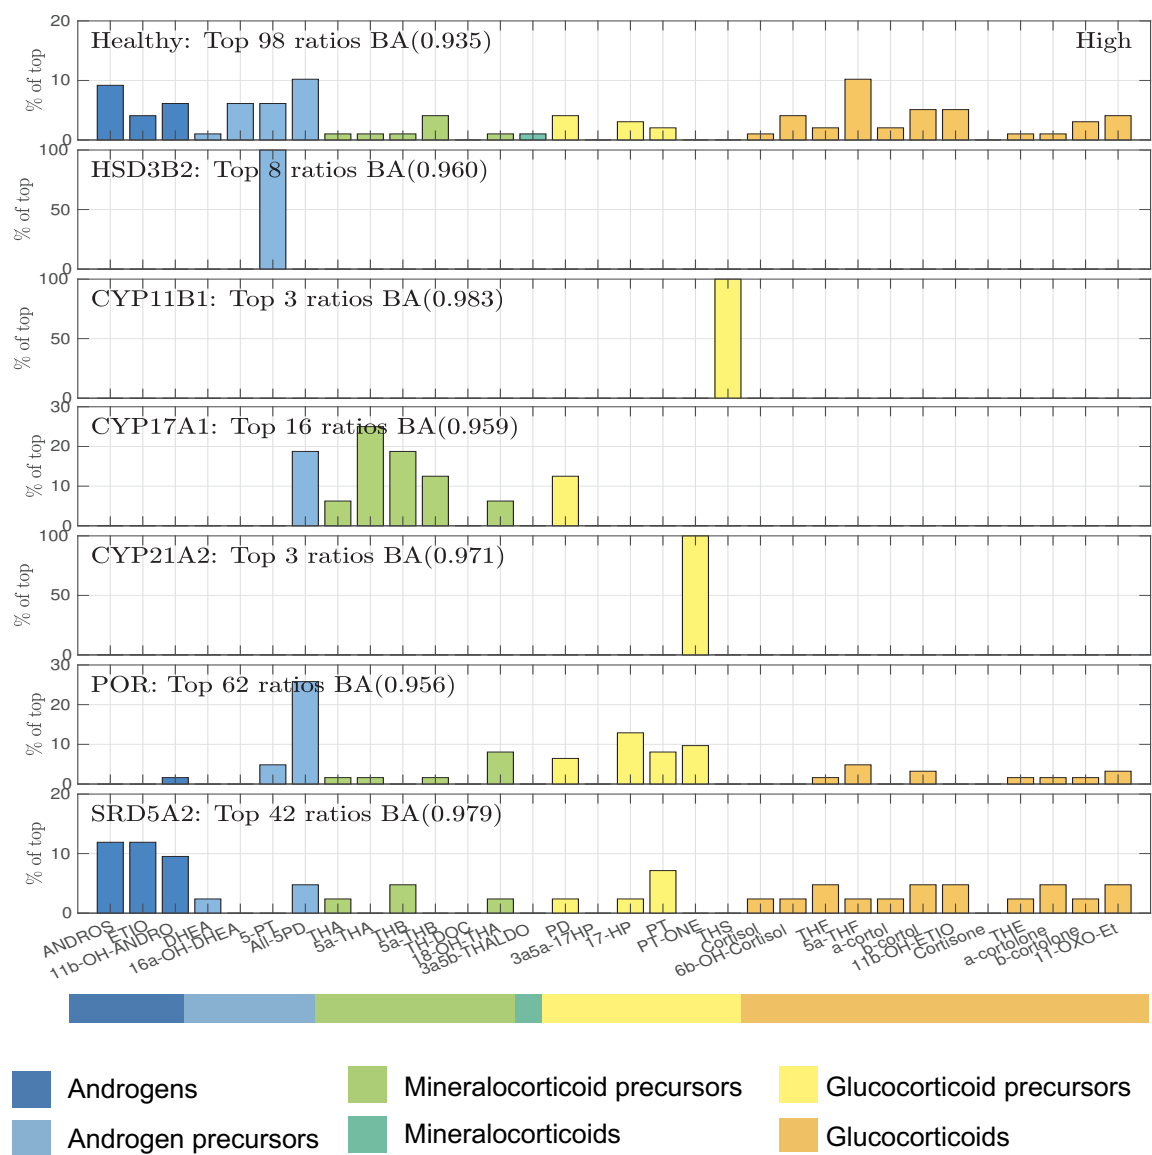 Healthy: Top 98 ratios BA(0.935)
High
% of top
20
10
0
HSD3B2: Top 8 ratios BA(0.960)
% of top
100
50
0
CYP11B1: Top 3 ratios BA(0.983)
% of top
100
50
0
CYP17A1: Top 16 ratios BA(0.959)
% of top
30
20
10
0
CYP21A2: Top 3 ratios BA(0.971)
% of top
100
50
0
POR: Top 62 ratios BA(0.956)
% of top
30
20
10
0
SRD5A2: Top 42 ratios BA(0.979)
% of top
20
10
0
ANDROS
ETIO
11b-OH-ANDRO
DHEA
16a-OH-DHEA
5-PT
All-5PD
THA
5a-THA
THB
5a-THB
TH-DOC
18-OH-THA
3a5b-THALDO
PD
3a5a-17HP
17-HP
PT
PT-ONE
THS
Cortisol
6b-OH-Cortisol
THF
5a-THF
a-cortol
b-cortol
11b-OH-ETIO
Cortisone
THE
a-cortolone
b-cortolone
11-OXO-Et
Androgens
Mineralocorticoid precursors
Glucocorticoid precursors
Androgen precursors
Mineralocorticoids
Glucocorticoids